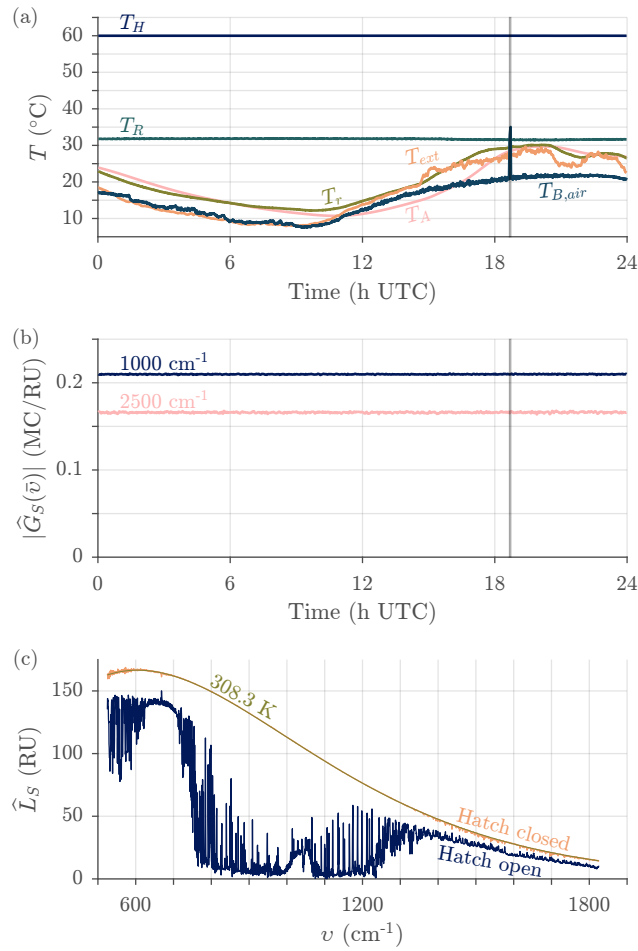 (a)
T_H
60
50
40
30
20
10
T (°C)
T_R
T_ext
T_r
T_A
T_B,air
0 6 12 18 24
Time (h UTC)
(b)
1000 cm⁻¹
2500 cm⁻¹
0.2
0.1
0
|Ĝ_S(ῡ)| (MC/RU)
0 6 12 18 24
Time (h UTC)
(c)
308.3 K
150
100
50
0
L̂_S (RU)
Hatch closed
Hatch open
600 1200 1800
υ (cm⁻¹)